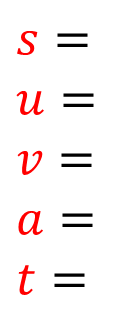 s =
u =
v =
a =
t =